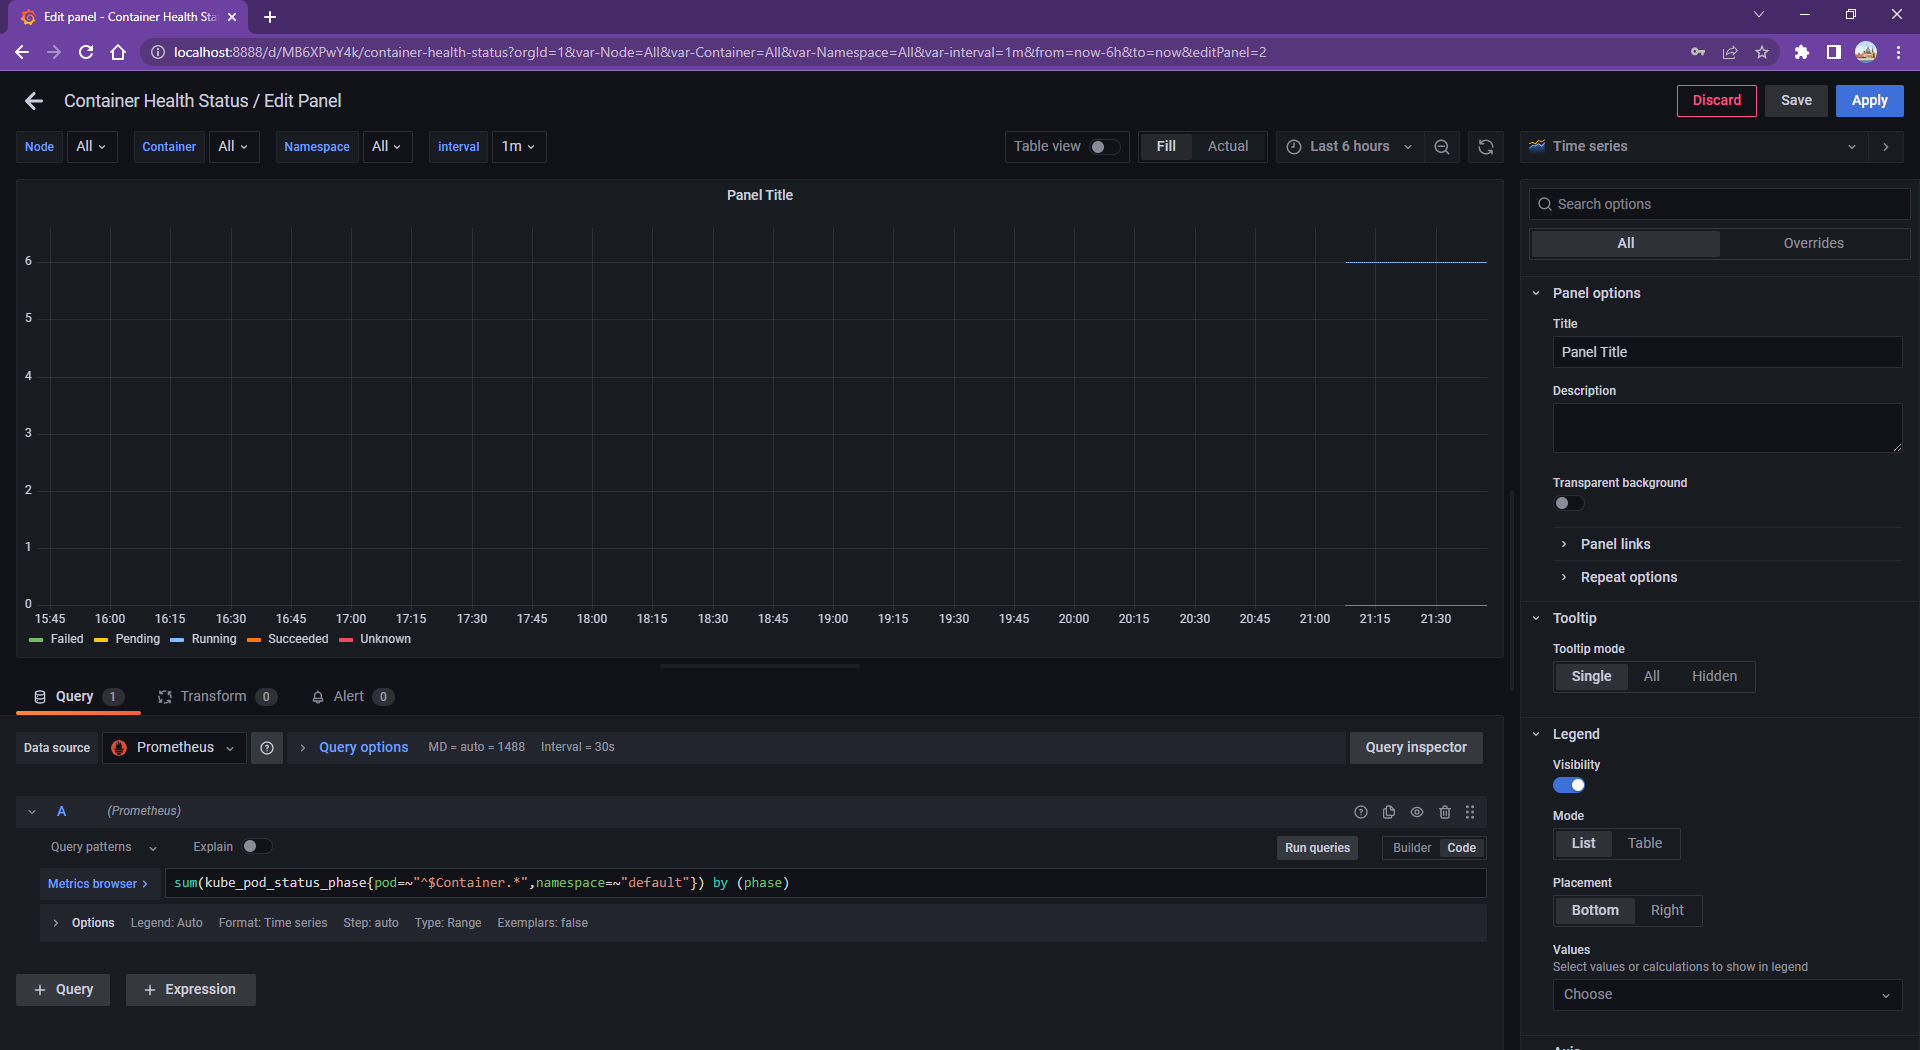 Edit panel - Container Health Sta
localhost:8888/d/MB6XPwY4k/container-health-status?orgId=1&var-Node=All&var-Container=All&var-Namespace=All&var-interval=1m&from=now-6h&to=now&editPanel=2
Container Health Status / Edit Panel
Discard Save Apply
Node All Container All Namespace All interval 1m
Table view Fill Actual Last 6 hours
Time series
Panel Title
6
5
4
3
2
1
0
15:45 16:00 16:15 16:30 16:45 17:00 17:15 17:30 17:45 18:00 18:15 18:30 18:45 19:00 19:15 19:30 19:45 20:00 20:15 20:30 20:45 21:00 21:15 21:30
Failed Pending Running Succeeded Unknown
Query 1 Transform 0 Alert 0
Data source Prometheus Query options MD = auto = 1488 Interval = 30s Query inspector
A (Prometheus)
Query patterns Explain Run queries Builder Code
Metrics browser > sum(kube_pod_status_phase{pod=~"^$Container.*",namespace=~"default"}) by (phase)
Options Legend: Auto Format: Time series Step: auto Type: Range Exemplars: false
+ Query + Expression
Search options
All Overrides
Panel options
Title
Panel Title
Description
Transparent background
Panel links
Repeat options
Tooltip
Tooltip mode
Single All Hidden
Legend
Visibility
Mode
List Table
Placement
Bottom Right
Values
Select values or calculations to show in legend
Choose